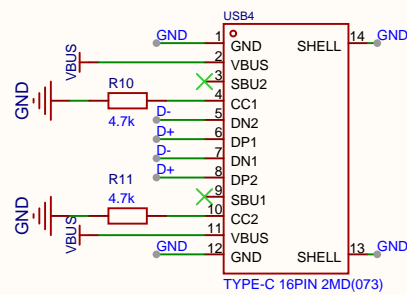 USB4
GND 1 GND SHELL 14 GND
VBUS 2 VBUS
3 SBU2
GND R10 4.7k 4 CC1
D- 5 DN2
D+ 6 DP1
D- 7 DN1
D+ 8 DP2
9 SBU1
GND R11 4.7k 10 CC2
VBUS 11 VBUS
GND 12 GND SHELL 13 GND
TYPE-C 16PIN 2MD(073)